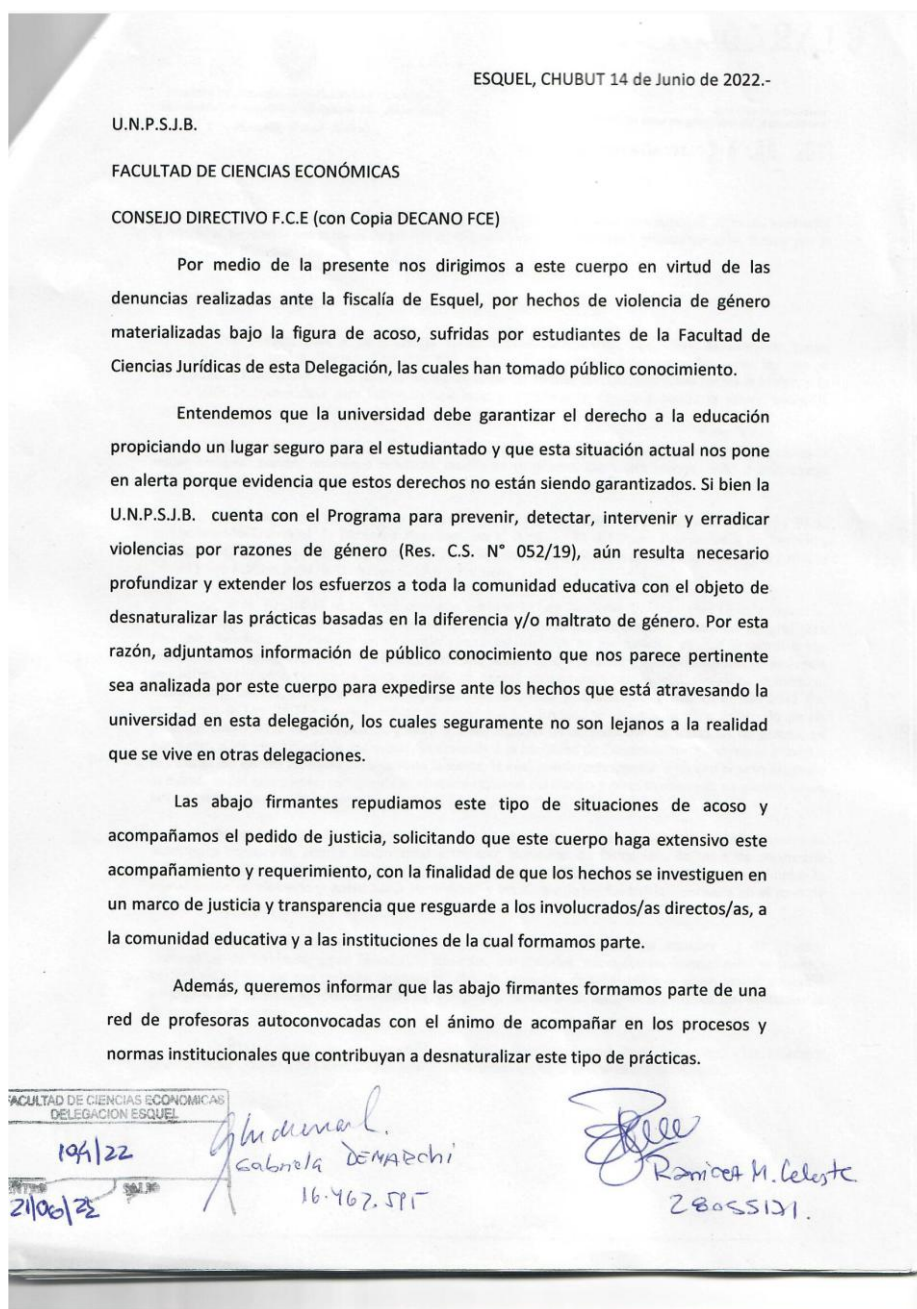 ESQUEL, CHUBUT 14 de Junio de 2022.-
U.N.P.S.J.B.
FACULTAD DE CIENCIAS ECONÓMICAS
CONSEJO DIRECTIVO F.C.E (con Copia DECANO FCE)
Por medio de la presente nos dirigimos a este cuerpo en virtud de las
denuncias realizadas ante la fiscalía de Esquel, por hechos de violencia de género
materializadas bajo la figura de acoso, sufridas por estudiantes de la Facultad de
Ciencias Jurídicas de esta Delegación, las cuales han tomado público conocimiento.
Entendemos que la universidad debe garantizar el derecho a la educación
propiciando un lugar seguro para el estudiantado y que esta situación actual nos pone
en alerta porque evidencia que estos derechos no están siendo garantizados. Si bien la
U.N.P.S.J.B. cuenta con el Programa para prevenir, detectar, intervenir y erradicar
violencias por razones de género (Res. C.S. N° 052/19), aún resulta necesario
profundizar y extender los esfuerzos a toda la comunidad educativa con el objeto de
desnaturalizar las prácticas basadas en la diferencia y/o maltrato de género. Por esta
razón, adjuntamos información de público conocimiento que nos parece pertinente
sea analizada por este cuerpo para expedirse ante los hechos que está atravesando la
universidad en esta delegación, los cuales seguramente no son lejanos a la realidad
que se vive en otras delegaciones.
Las abajo firmantes repudiamos este tipo de situaciones de acoso y
acompañamos el pedido de justicia, solicitando que este cuerpo haga extensivo este
acompañamiento y requerimiento, con la finalidad de que los hechos se investiguen en
un marco de justicia y transparencia que resguarde a los involucrados/as directos/as, a
la comunidad educativa y a las instituciones de la cual formamos parte.
Además, queremos informar que las abajo firmantes formamos parte de una
red de profesoras autoconvocadas con el ánimo de acompañar en los procesos y
normas institucionales que contribuyan a desnaturalizar este tipo de prácticas.
FACULTAD DE CIENCIAS ECONOMICAS
DELEGACION ESQUEL
21/06/22
Gabriela DEMARchi
M. Celeste